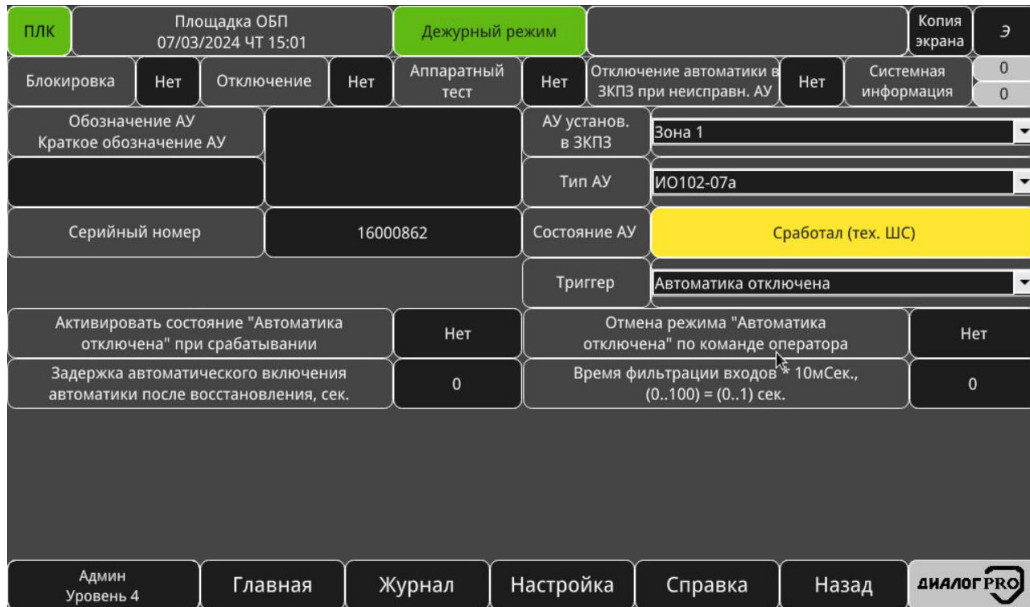 ПЛК
Площадка ОБП
07/03/2024 ЧТ 15:01
Дежурный режим
Копия
экрана
Э
Блокировка
Нет
Отключение
Нет
Аппаратный
тест
Нет
Отключение автоматики в
ЗКПЗ при неисправн. АУ
Нет
Системная
информация
0
0
Обозначение АУ
Краткое обозначение АУ
АУ установ.
в ЗКПЗ
Зона 1
Тип АУ
ИО102-07а
Серийный номер
16000862
Состояние АУ
Сработал (тех. ШС)
Триггер
Автоматика отключена
Активировать состояние "Автоматика
отключена" при срабатывании
Нет
Отмена режима "Автоматика
отключена" по команде оператора
Нет
Задержка автоматического включения
автоматики после восстановления, сек.
0
Время фильтрации входов * 10мСек.,
(0..100) = (0..1) сек.
0
Админ
Уровень 4
Главная
Журнал
Настройка
Справка
Назад
ДИАЛОГ PRO